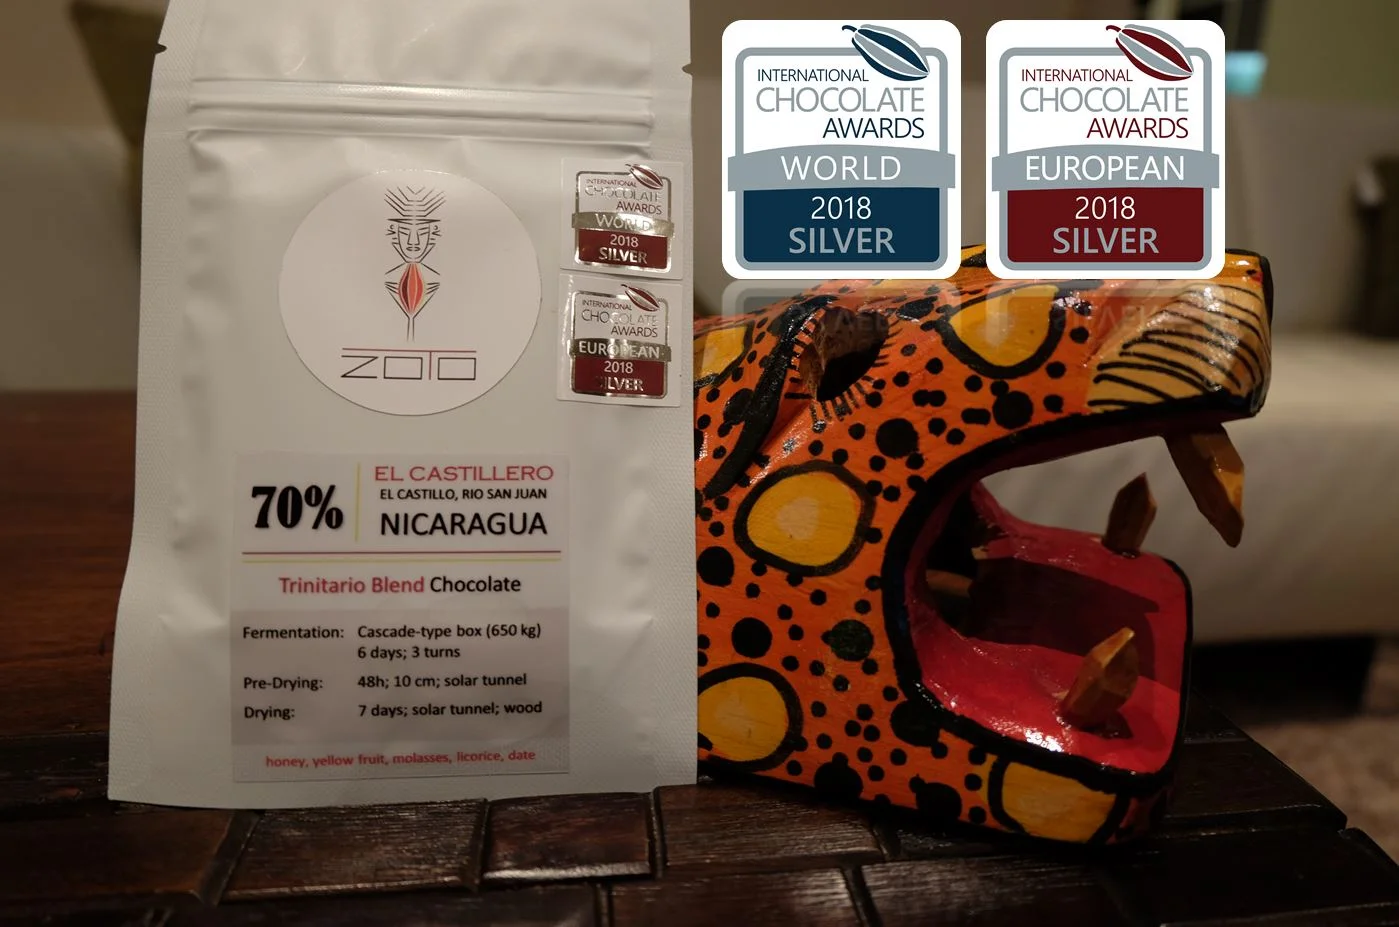 INTERNATIONAL
CHOCOLATE
AWARDS
WORLD
2018
SILVER
INTERNATIONAL
CHOCOLATE
AWARDS
EUROPEAN
2018
SILVER
INTERNATIONAL
CHOCOLATE
AWARDS
WORLD
2018
SILVER
INTERNATIONAL
CHOCOLATE
AWARDS
EUROPEAN
2018
SILVER
ZOTO
70%
EL CASTILLERO
EL CASTILLO, RIO SAN JUAN
NICARAGUA
Trinitario Blend Chocolate
Fermentation: Cascade-type box (650 kg)
6 days; 3 turns
Pre-Drying: 48h; 10 cm; solar tunnel
Drying: 7 days; solar tunnel; wood
honey, yellow fruit, molasses, licorice, date